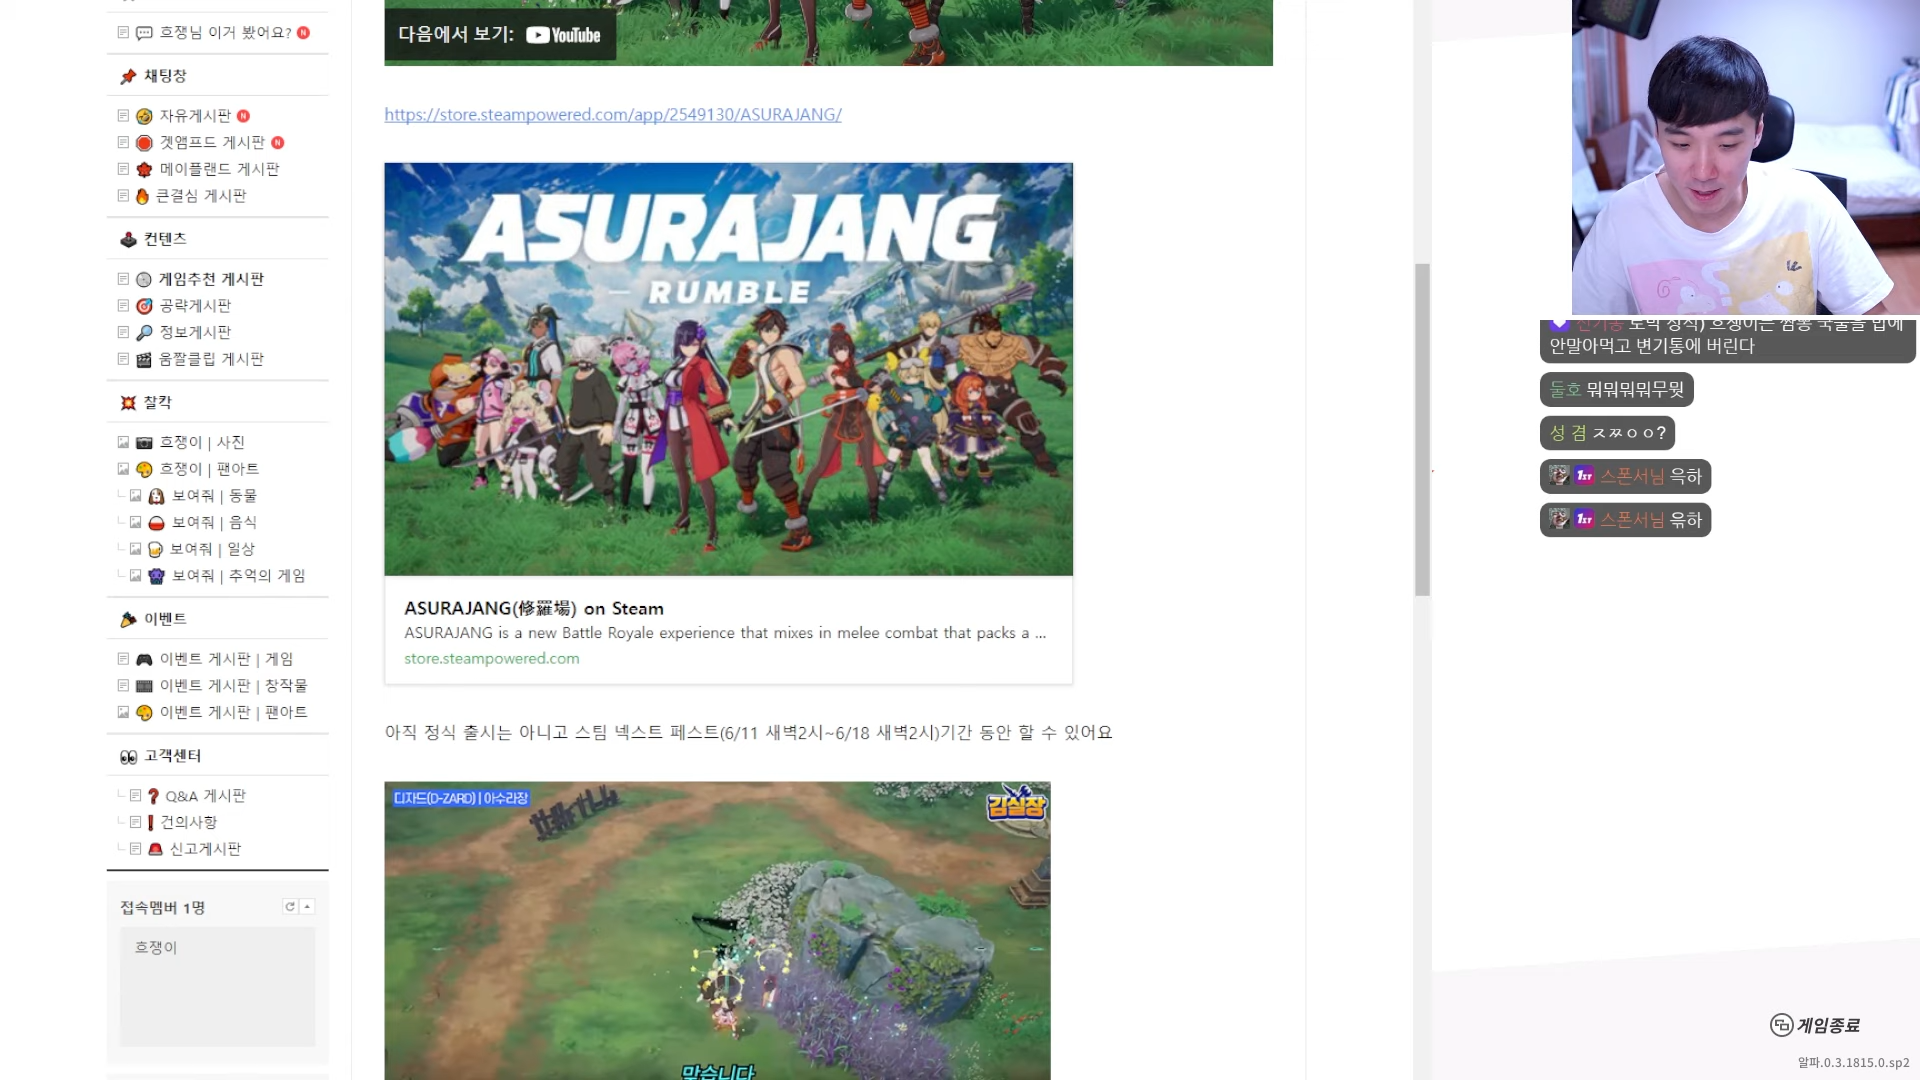 흐쟁님 이거 봤어요? N
채팅창
자유게시판 N
겟앰프드 게시판 N
메이플랜드 게시판
큰결심 게시판
컨텐츠
게임추천 게시판
공략게시판
정보게시판
움짤클립 게시판
찰칵
흐쟁이 | 사진
흐쟁이 | 팬아트
보여줘 | 동물
보여줘 | 음식
보여줘 | 일상
보여줘 | 추억의 게임
이벤트
이벤트 게시판 | 게임
이벤트 게시판 | 창작물
이벤트 게시판 | 팬아트
고객센터
Q&A 게시판
건의사항
신고게시판
접속멤버 1명
흐쟁이
다음에서 보기: YouTube
https://store.steampowered.com/app/2549130/ASURAJANG/
ASURAJANG
RUMBLE
ASURAJANG(修羅場) on Steam
ASURAJANG is a new Battle Royale experience that mixes in melee combat that packs a ...
store.steampowered.com
아직 정식 출시는 아니고 스팀 넥스트 페스트(6/11 새벽2시~6/18 새벽2시)기간 동안 할 수 있어요
디자드(D-ZARD) | 아수라장
김실장
맞습니다
흐쟁이는 짬뽕 국물을 밥에
안말아먹고 변기통에 버린다
둘호 뭐뭐뭐뭐무뭣
성 겸 ㅈㅉㅇㅇ?
1ST 스폰서님 윽하
1ST 스폰서님 윾하
게임종료
알파.0.3.1815.0.sp2